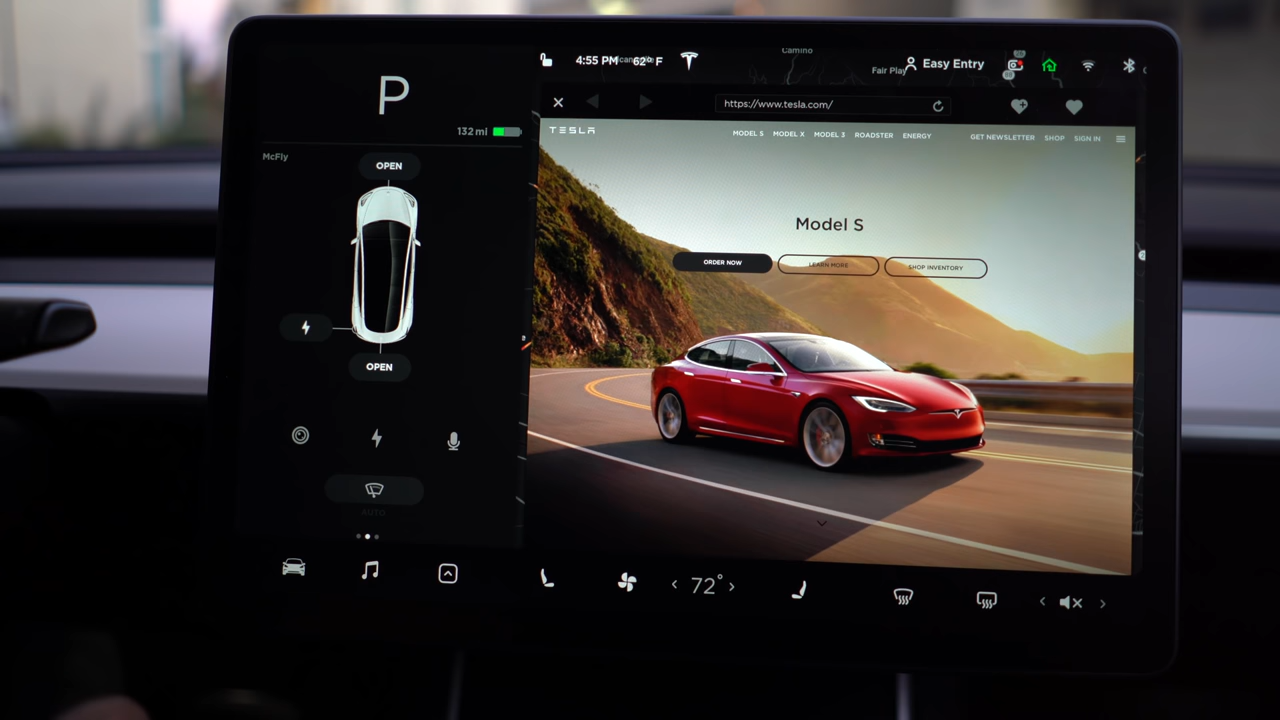 P
132 mi
McFly
OPEN
OPEN
AUTO
4:55 PM 62° F
Camino
Fair Play
Easy Entry
https://www.tesla.com/
TESLA
MODEL S MODEL X MODEL 3 ROADSTER ENERGY
GET NEWSLETTER SHOP SIGN IN
Model S
ORDER NOW LEARN MORE SHOP INVENTORY
72°